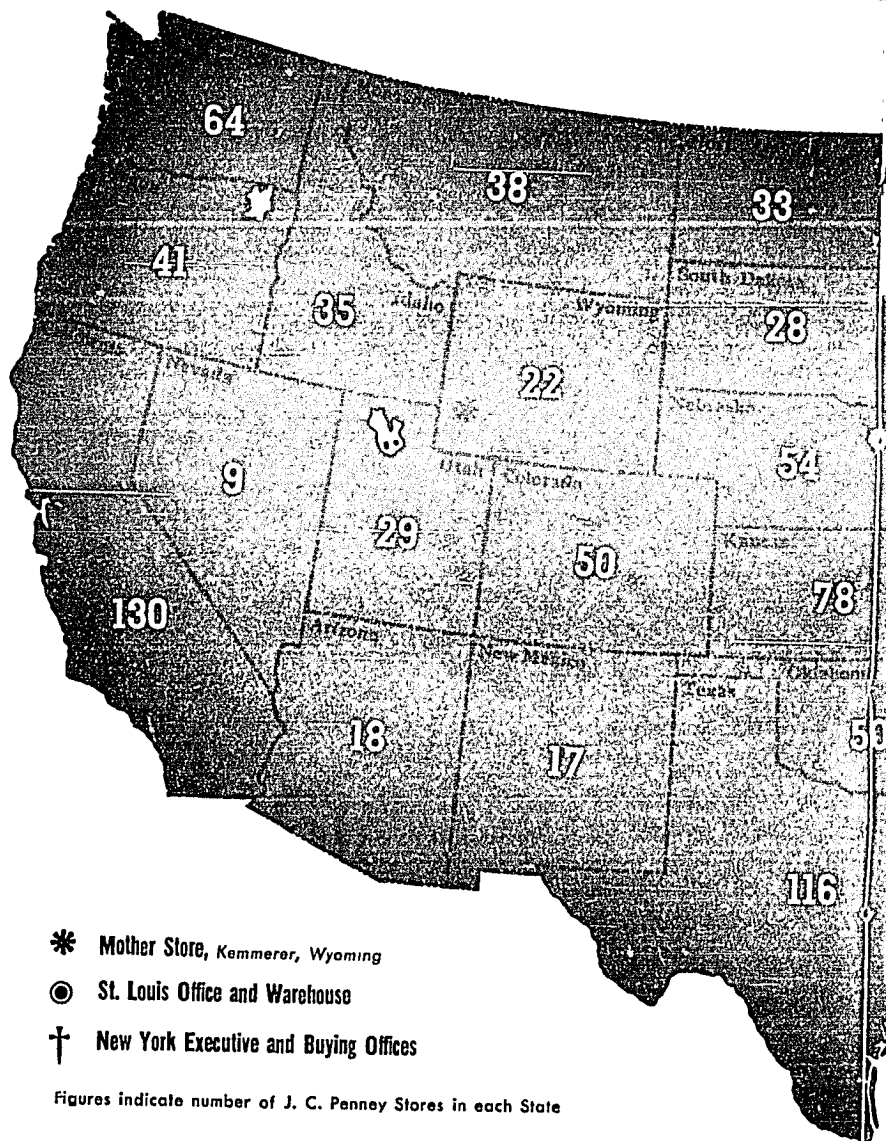 64
38
33
41
South Dakota
35
Idaho
Wyoming
28
Nevada
22
Nebraska
9
Utah
Colorado
54
29
50
Kansas
78
130
Arizona
New Mexico
Texas
Oklahom
18
17
50
116
Mother Store, Kemmerer, Wyoming
St. Louis Office and Warehouse
New York Executive and Buying Offices
Figures indicate number of J. C. Penney Stores in each State